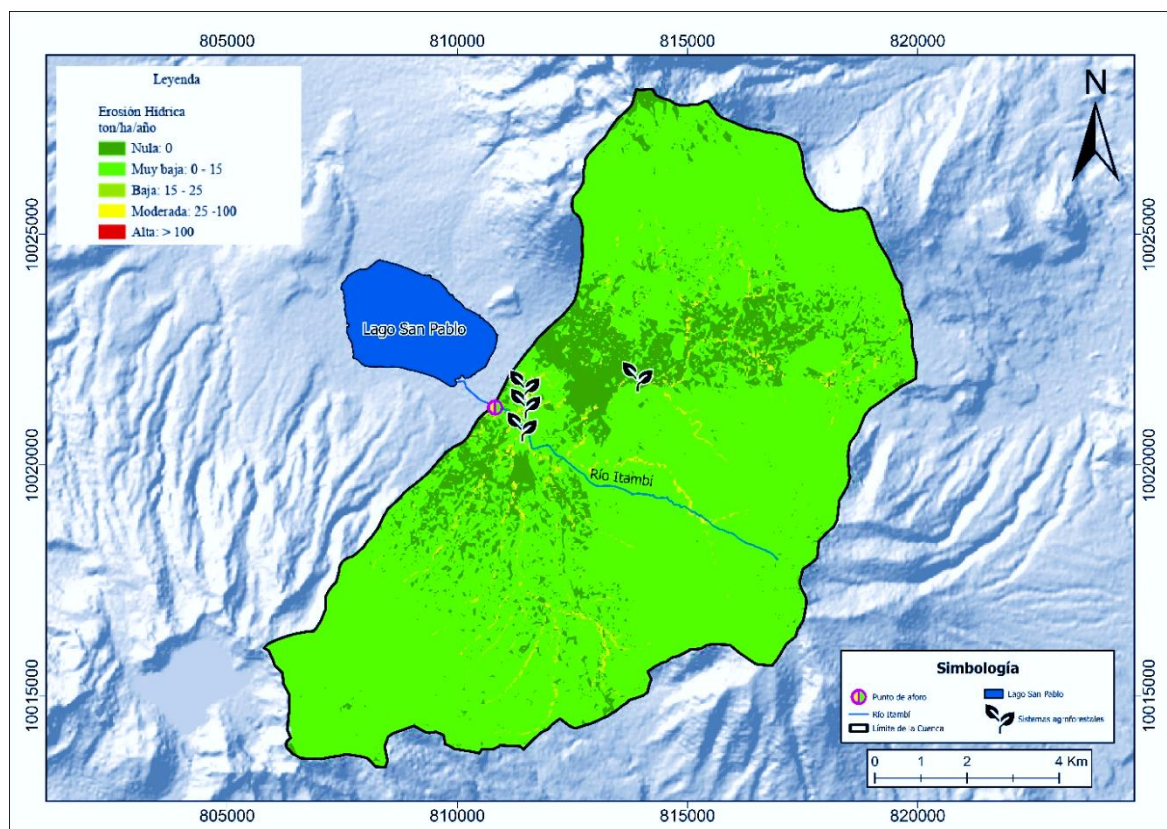 805000 810000 815000 820000
Leyenda
Erosión Hídrica
ton/ha/año
Nula: 0
Muy baja: 0 - 15
Baja: 15 - 25
Moderada: 25 -100
Alta: > 100
N
10025000 10025000
Lago San Pablo
10020000 10020000
Río Itambi
10015000 10015000
Simbología
Punto de aforo
Río Itambí
Límite de la Cuenca
Lago San Pablo
Sistemas agroforestales
0 1 2 4 Km
805000 810000 815000 820000